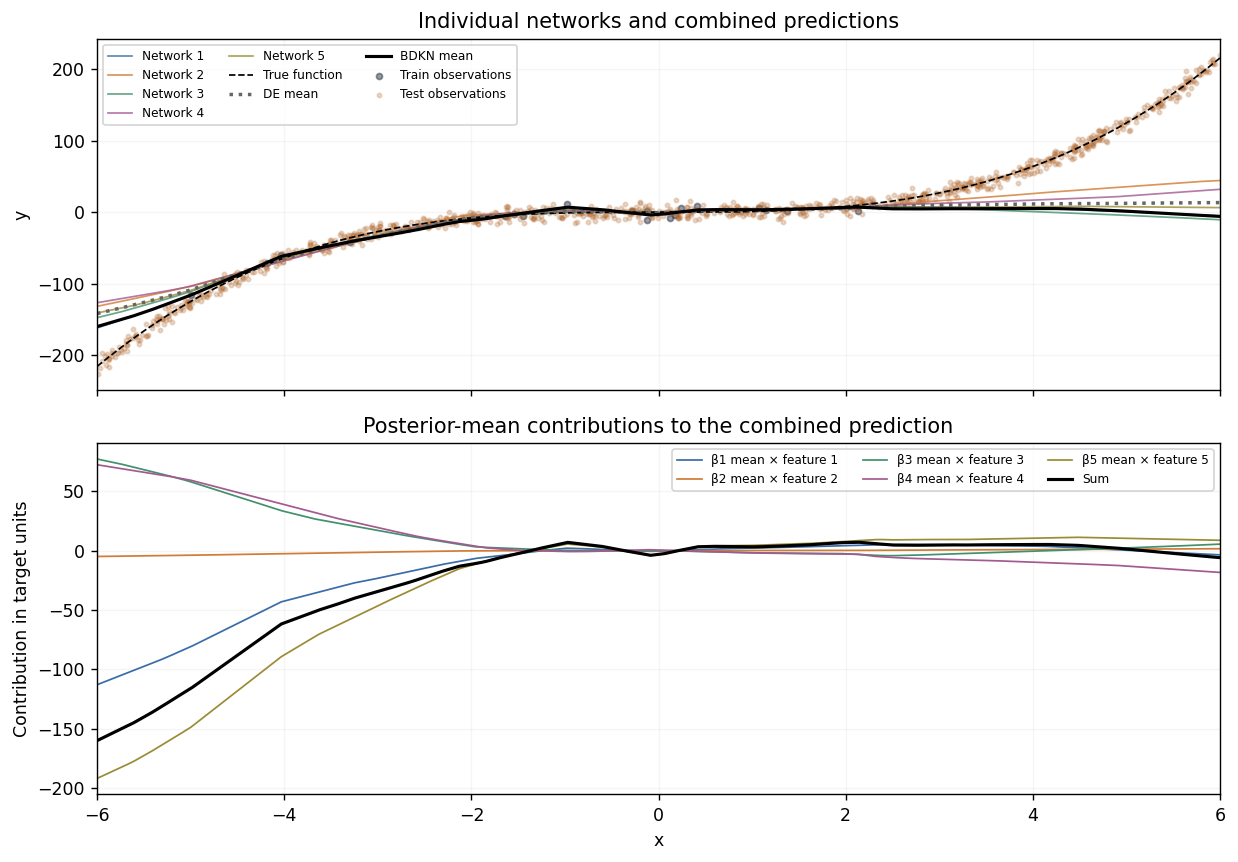 Individual networks and combined predictions
Network 1
Network 2
Network 3
Network 4
Network 5
True function
DE mean
BDKN mean
Train observations
Test observations
200
100
0
−100
−200
y
Posterior-mean contributions to the combined prediction
β1 mean × feature 1
β2 mean × feature 2
β3 mean × feature 3
β4 mean × feature 4
β5 mean × feature 5
Sum
50
0
−50
−100
−150
−200
Contribution in target units
−6 −4 −2 0 2 4 6
x